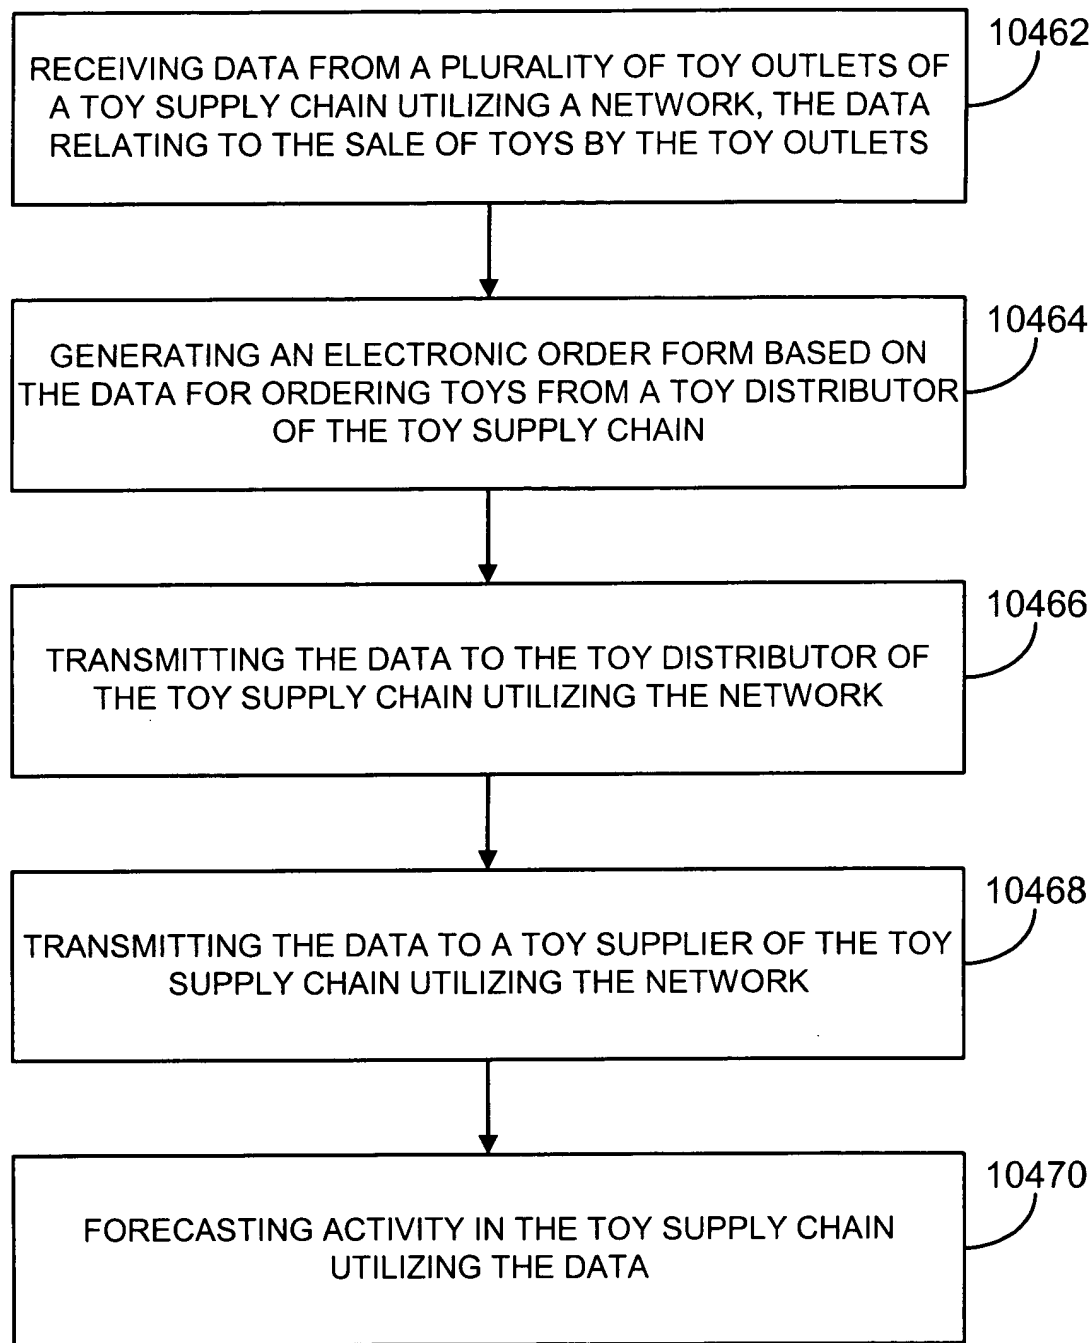 10462
RECEIVING DATA FROM A PLURALITY OF TOY OUTLETS OF
A TOY SUPPLY CHAIN UTILIZING A NETWORK, THE DATA
RELATING TO THE SALE OF TOYS BY THE TOY OUTLETS
10464
GENERATING AN ELECTRONIC ORDER FORM BASED ON
THE DATA FOR ORDERING TOYS FROM A TOY DISTRIBUTOR
OF THE TOY SUPPLY CHAIN
10466
TRANSMITTING THE DATA TO THE TOY DISTRIBUTOR OF
THE TOY SUPPLY CHAIN UTILIZING THE NETWORK
10468
TRANSMITTING THE DATA TO A TOY SUPPLIER OF THE TOY
SUPPLY CHAIN UTILIZING THE NETWORK
10470
FORECASTING ACTIVITY IN THE TOY SUPPLY CHAIN
UTILIZING THE DATA